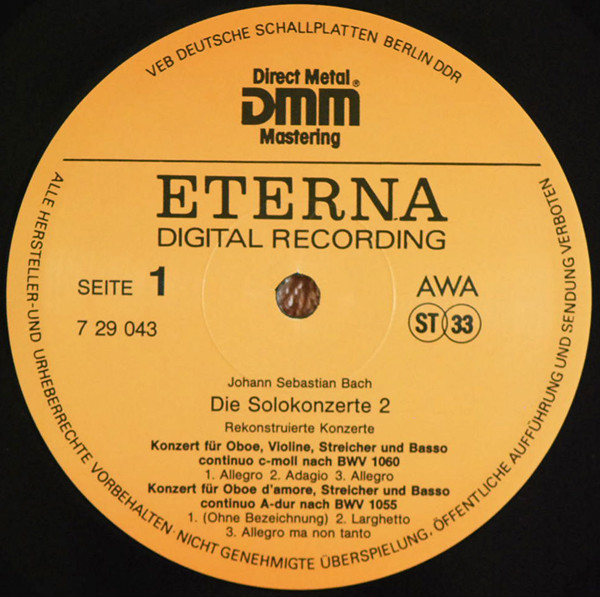 VEB DEUTSCHE SCHALLPLATTEN BERLIN DDR
Direct Metal®
DMM
Mastering
ETERNA
DIGITAL RECORDING
SEITE 1
AWA
7 29 043
ST 33
Johann Sebastian Bach
Die Solokonzerte 2
Rekonstruierte Konzerte
Konzert für Oboe, Violine, Streicher und Basso
continuo c-moll nach BWV 1060
1. Allegro 2. Adagio 3. Allegro
Konzert für Oboe d'amore, Streicher und Basso
continuo A-dur nach BWV 1055
1. (Ohne Bezeichnung) 2. Larghetto
3. Allegro ma non tanto
ALLE HERSTELLER-UND URHEBERRECHTE VORBEHALTEN · NICHT GENEHMIGTE ÜBERSPIELUNG, ÖFFENTLICHE AUFFÜHRUNG UND SENDUNG VERBOTEN